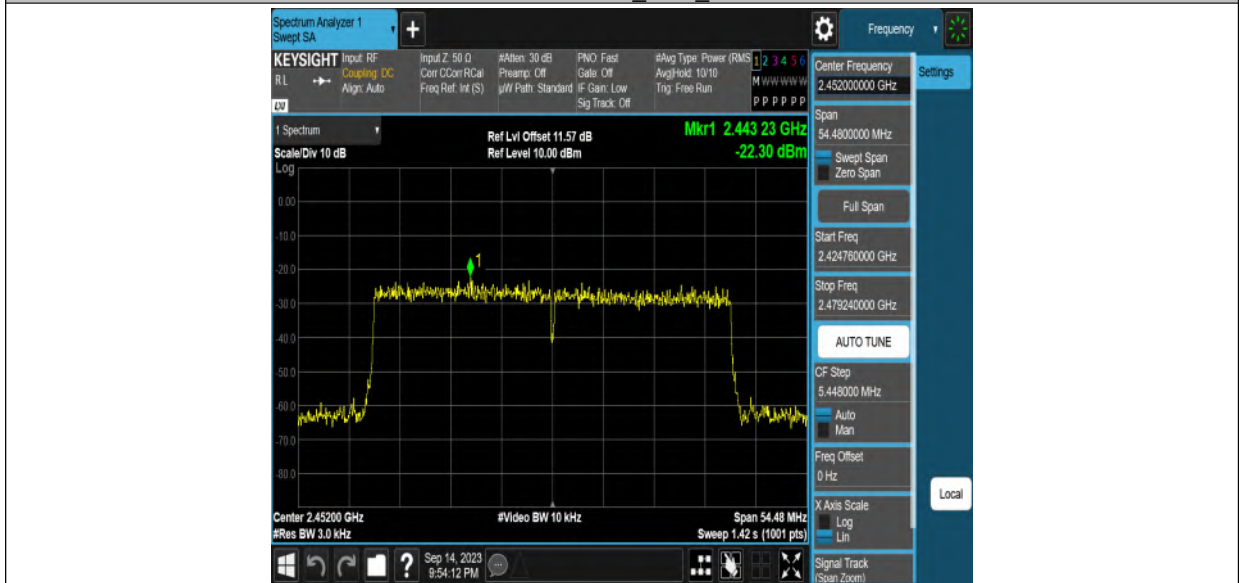 Spectrum Analyzer 1
Swept SA
+
Frequency
KEYSIGHT
RL
Input: RF
Coupling: DC
Align: Auto
Input Z: 50 Ω
Corr CCorr RCal
Freq Ref: Int (S)
#Atten: 30 dB
Preamp: Off
µW Path: Standard
PNO: Fast
Gate: Off
IF Gain: Low
Sig Track: Off
#Avg Type: Power (RMS
Avg|Hold: 10/10
Trig: Free Run
1 2 3 4 5 6
M W W W W W
P P P P P P
1 Spectrum
Scale/Div 10 dB
Log
Ref Lvl Offset 11.57 dB
Ref Level 10.00 dBm
Mkr1 2.443 23 GHz
-22.30 dBm
1
0.00
-10.0
-20.0
-30.0
-40.0
-50.0
-60.0
-70.0
-80.0
Center 2.45200 GHz
#Res BW 3.0 kHz
#Video BW 10 kHz
Span 54.48 MHz
Sweep 1.42 s (1001 pts)
?
Sep 14, 2023
9:54:12 PM
Center Frequency
2.452000000 GHz
Span
54.4800000 MHz
Swept Span
Zero Span
Full Span
Start Freq
2.424760000 GHz
Stop Freq
2.479240000 GHz
AUTO TUNE
CF Step
5.448000 MHz
Auto
Man
Freq Offset
0 Hz
X Axis Scale
Log
Lin
Signal Track
(Span Zoom)
Settings
Local